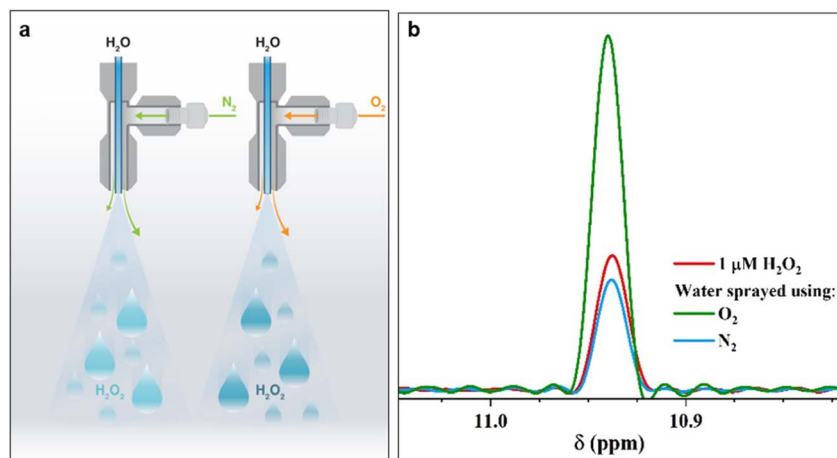 a
H₂O
H₂O
N₂
O₂
H₂O₂
H₂O₂
b
1 μM H₂O₂
Water sprayed using:
O₂
N₂
11.0
10.9
δ (ppm)